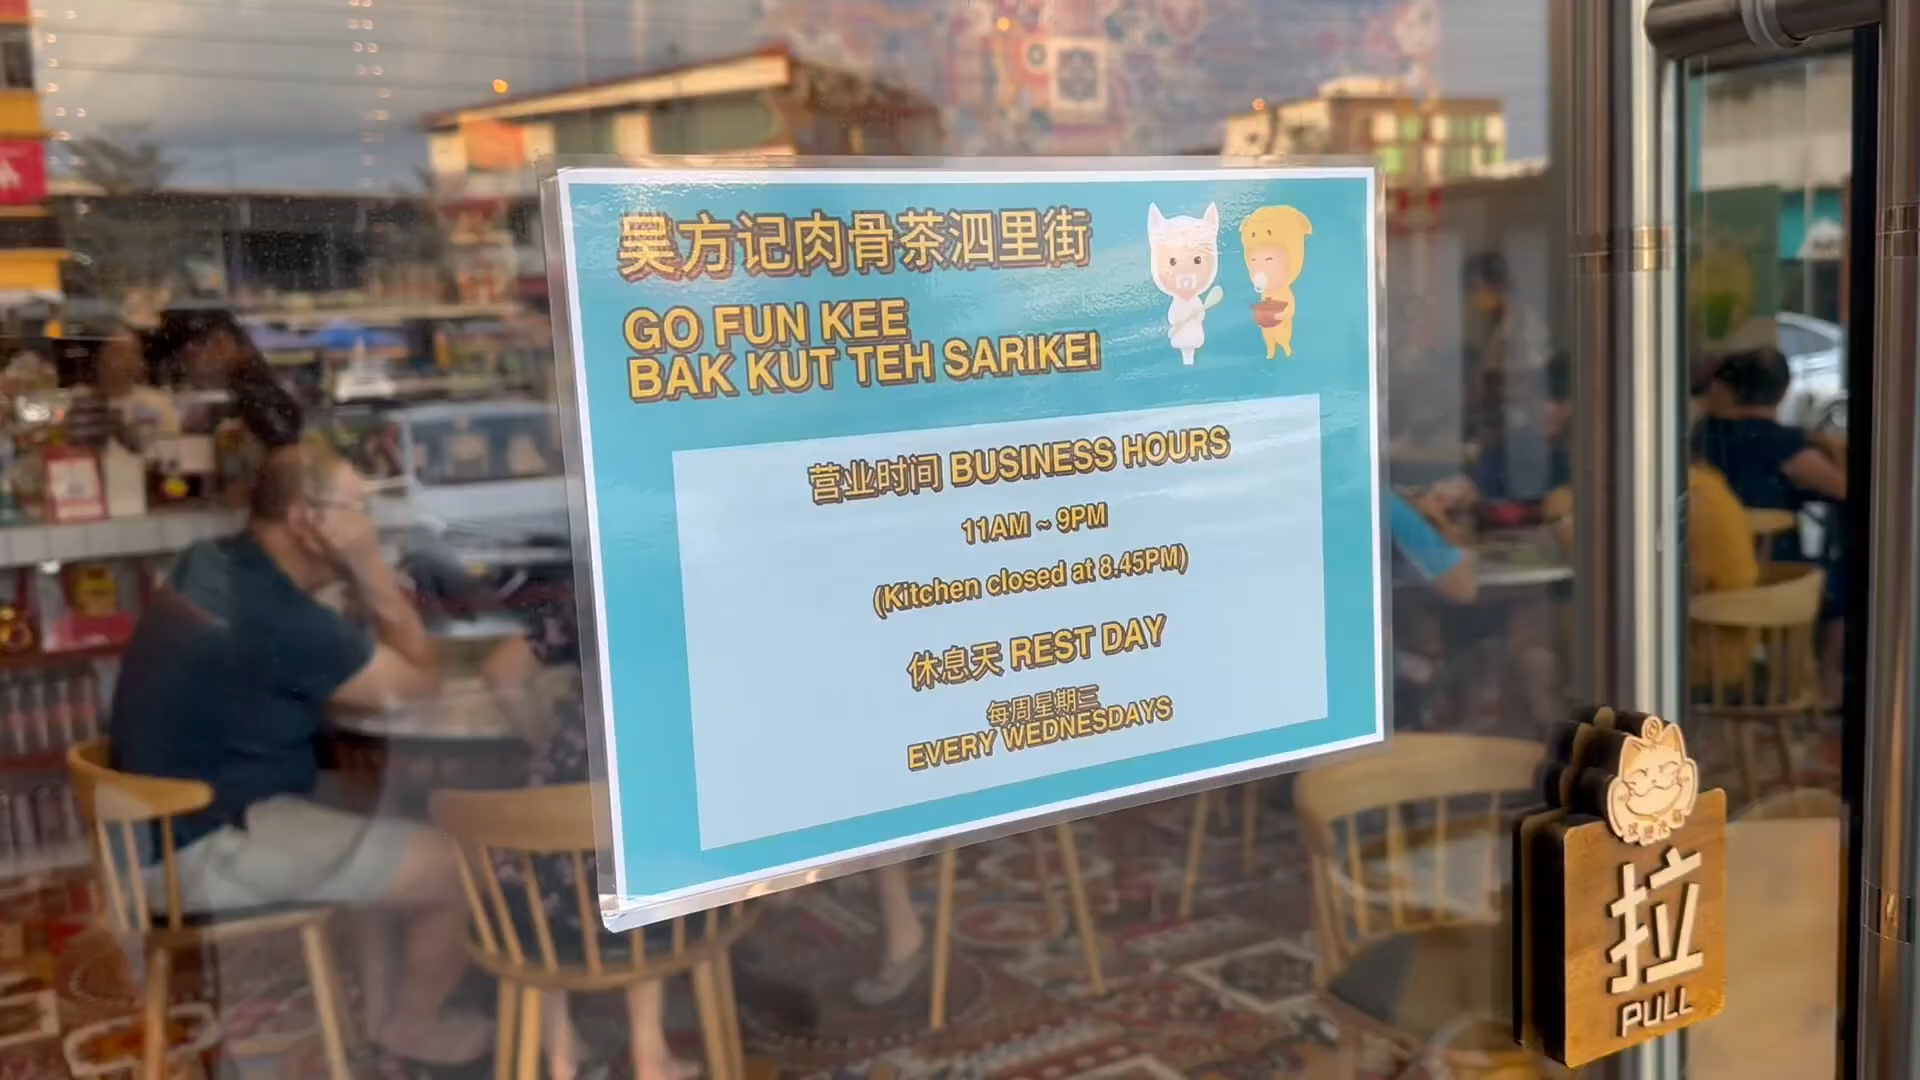 吴方记肉骨茶泗里街
GO FUN KEE
BAK KUT TEH SARIKEI
营业时间 BUSINESS HOURS
11AM ~ 9PM
(Kitchen closed at 8.45PM)
休息天 REST DAY
每周星期三
EVERY WEDNESDAYS
拉
PULL